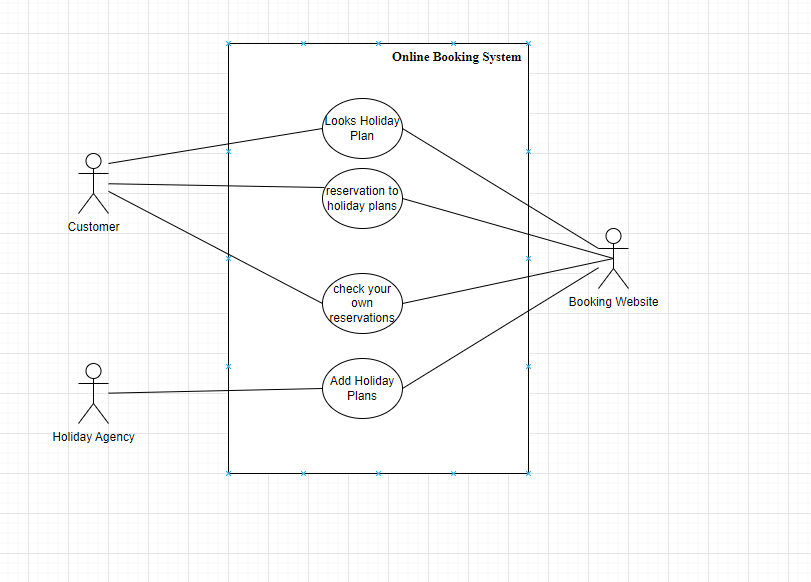 Online Booking System
Looks Holiday
Plan
reservation to
holiday plans
Customer
check your
own
reservations
Booking Website
Add Holiday
Plans
Holiday Agency